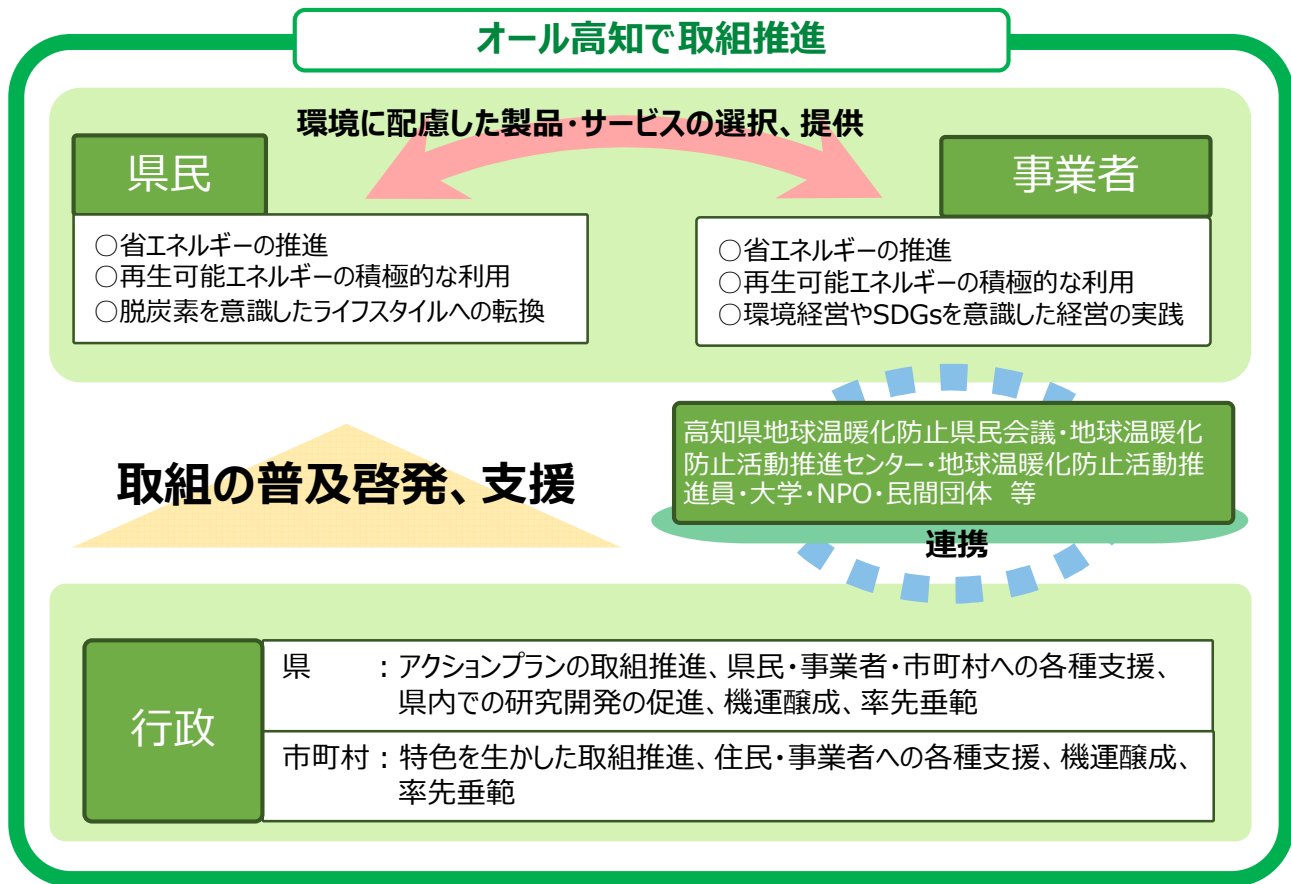 オール高知で取組推進
環境に配慮した製品・サービスの選択、提供
県民
○省エネルギーの推進
○再生可能エネルギーの積極的な利用
○脱炭素を意識したライフスタイルへの転換
事業者
○省エネルギーの推進
○再生可能エネルギーの積極的な利用
○環境経営やSDGsを意識した経営の実践
取組の普及啓発、支援
高知県地球温暖化防止県民会議・地球温暖化
防止活動推進センター・地球温暖化防止活動推
進員・大学・NPO・民間団体　等
連携
行政
県　　：アクションプランの取組推進、県民・事業者・市町村への各種支援、
県内での研究開発の促進、機運醸成、率先垂範
市町村：特色を生かした取組推進、住民・事業者への各種支援、機運醸成、
率先垂範